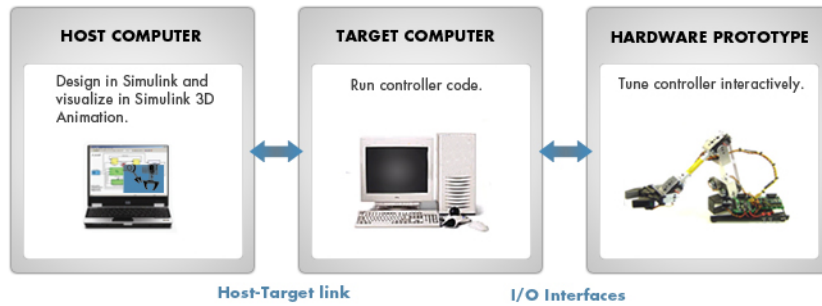 HOST COMPUTER
Design in Simulink and
visualize in Simulink 3D
Animation.
TARGET COMPUTER
Run controller code.
HARDWARE PROTOTYPE
Tune controller interactively.
Host-Target link
I/O Interfaces